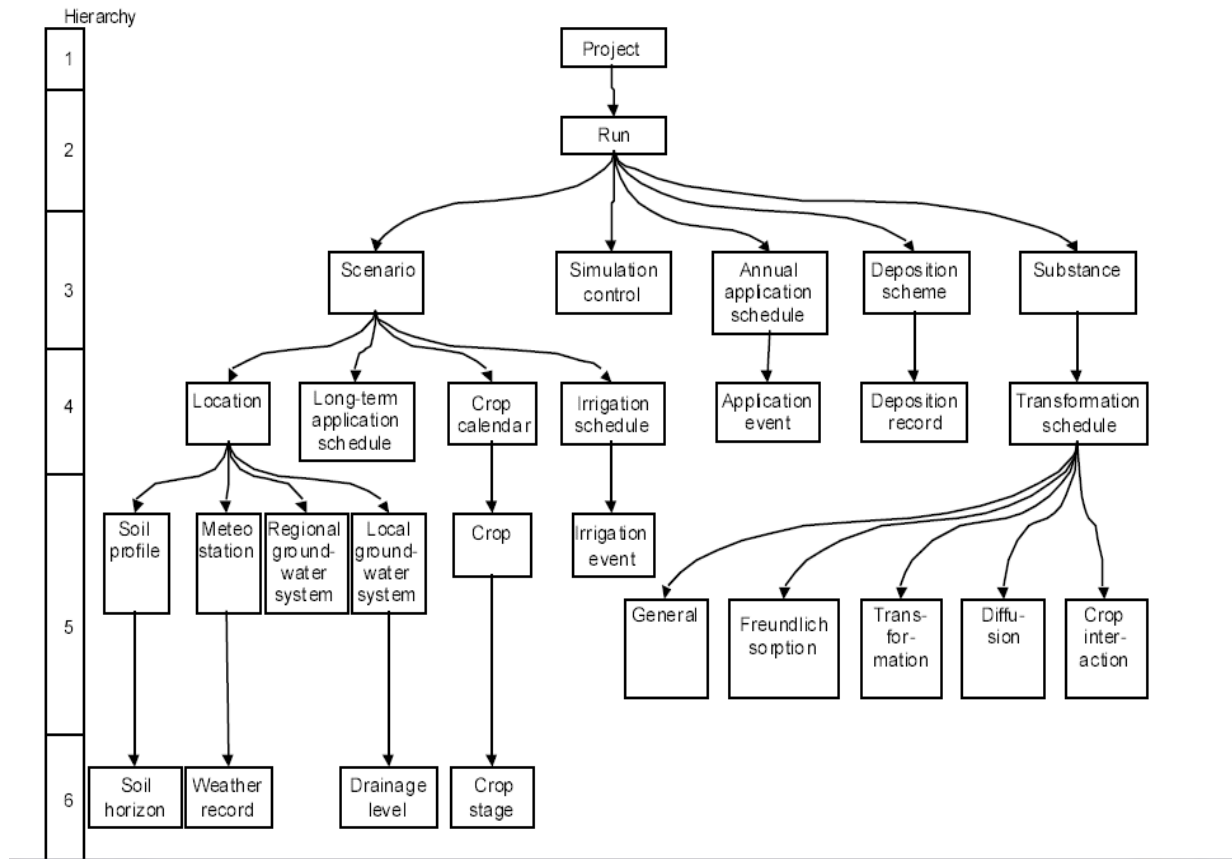 Hierarchy
1
Project
2
Run
3
Scenario
Simulation
control
Annual
application
schedule
Deposition
scheme
Substance
4
Location
Long-term
application
schedule
Crop
calendar
Irrigation
schedule
Application
event
Deposition
record
Transformation
schedule
5
Soil
profile
Meteo
station
Regional
ground-
water
system
Local
ground-
water
system
Crop
Irrigation
event
General
Freundlich
sorption
Trans-
for-
mation
Diffu-
sion
Crop
inter-
action
6
Soil
horizon
Weather
record
Drainage
level
Crop
stage